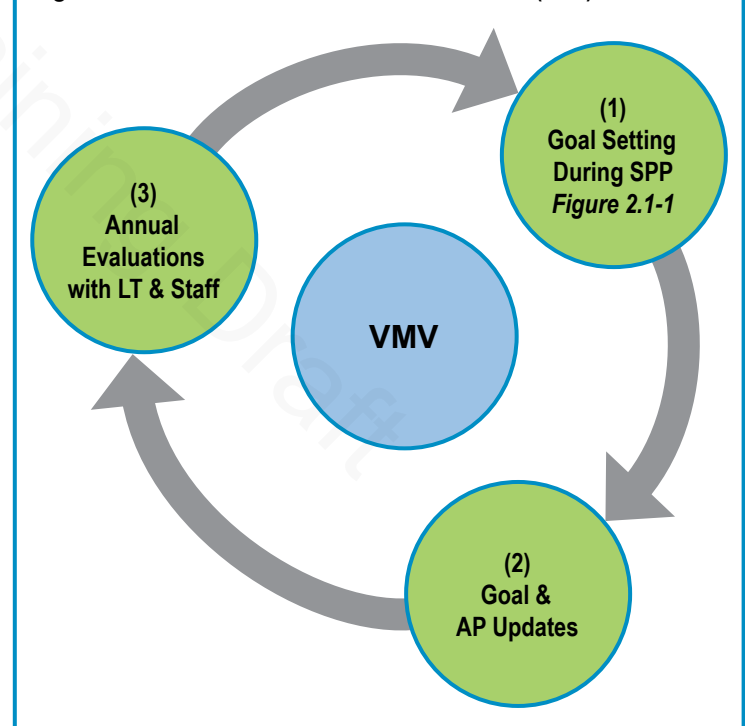 (1)
Goal Setting
During SPP
Figure 2.1-1
(3)
Annual
Evaluations
with LT & Staff
VMV
(2)
Goal &
AP Updates